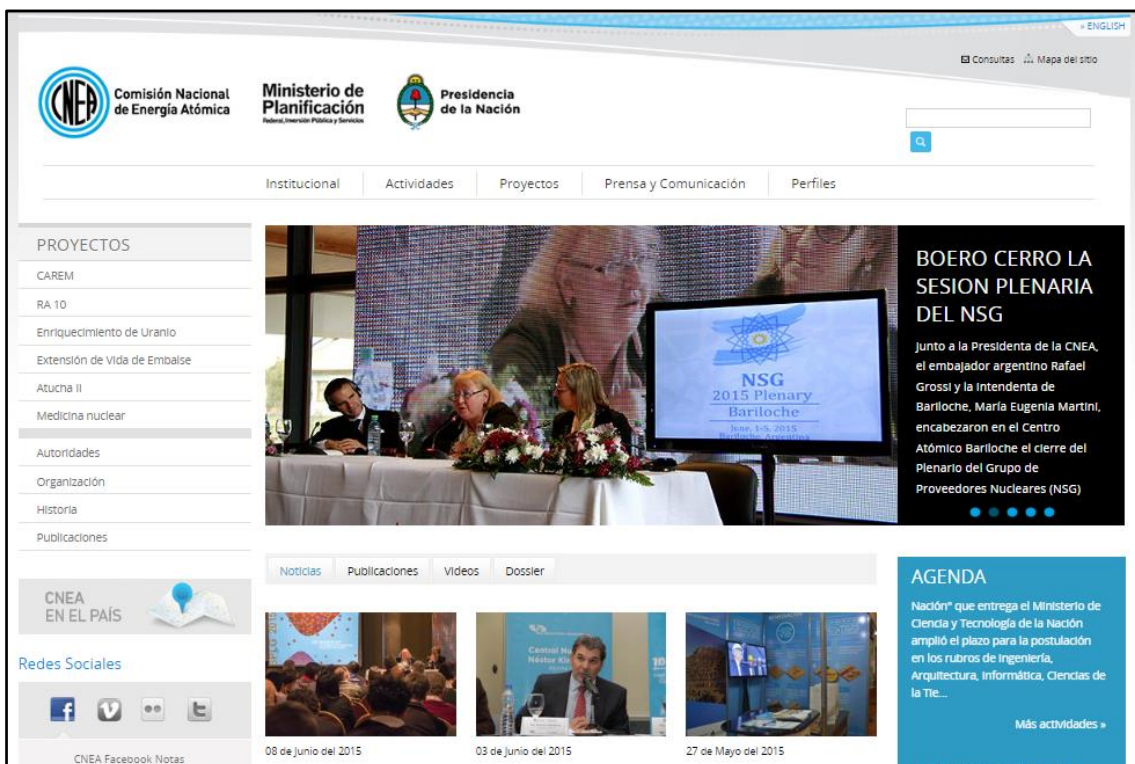 » ENGLISH
Consultas Mapa del sitio
CNEA
Comisión Nacional
de Energía Atómica
Ministerio de
Planificación
Federal, Inversión Pública y Servicios
Presidencia
de la Nación
Institucional Actividades Proyectos Prensa y Comunicación Perfiles
PROYECTOS
CAREM
RA 10
Enriquecimiento de Uranio
Extensión de Vida de Embalse
Atucha II
Medicina nuclear
Autoridades
Organización
Historia
Publicaciones
CNEA
EN EL PAÍS
Redes Sociales
CNEA Facebook Notas
NSG
2015 Plenary
Bariloche
June, 1-5, 2015
Bariloche, Argentina
BOERO CERRO LA
SESION PLENARIA
DEL NSG
Junto a la Presidenta de la CNEA,
el embajador argentino Rafael
Grossi y la Intendenta de
Bariloche, María Eugenia Martini,
encabezaron en el Centro
Atómico Bariloche el cierre del
Plenario del Grupo de
Proveedores Nucleares (NSG)
Noticias Publicaciones Videos Dossier
08 de Junio del 2015
03 de Junio del 2015
27 de Mayo del 2015
AGENDA
Nación" que entrega el Ministerio de
Ciencia y Tecnología de la Nación
amplió el plazo para la postulación
en los rubros de Ingeniería,
Arquitectura, Informática, Ciencias de
la Tie...
Más actividades »